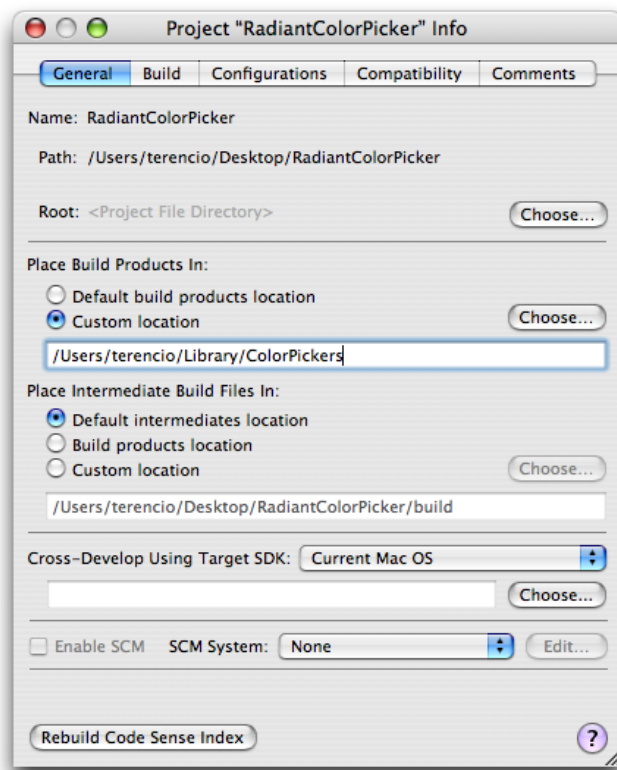 Project “RadiantColorPicker” Info
General Build Configurations Compatibility Comments
Name: RadiantColorPicker
Path: /Users/terencio/Desktop/RadiantColorPicker
Root: <Project File Directory> Choose...
Place Build Products In:
Default build products location
Custom location Choose...
/Users/terencio/Library/ColorPickers
Place Intermediate Build Files In:
Default intermediates location
Build products location
Custom location Choose...
/Users/terencio/Desktop/RadiantColorPicker/build
Cross-Develop Using Target SDK: Current Mac OS
Choose...
Enable SCM SCM System: None Edit...
Rebuild Code Sense Index ?